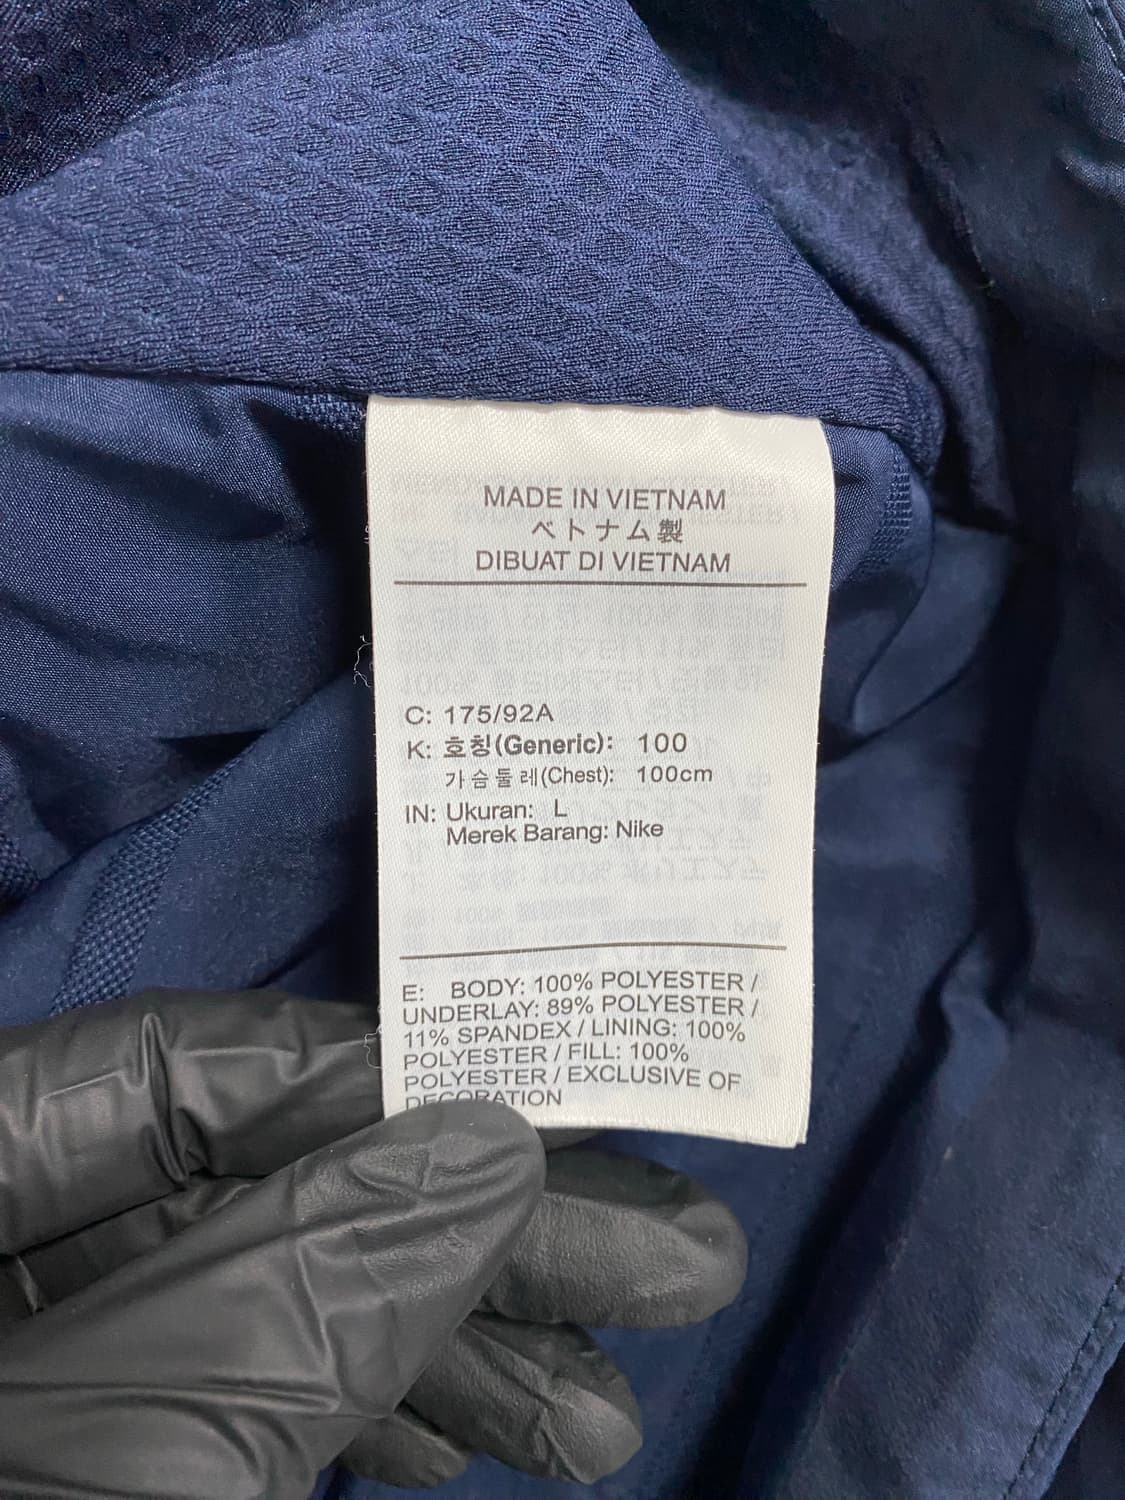 MADE IN VIETNAM
ベトナム製
DIBUAT DI VIETNAM
C: 175/92A
K: 호칭(Generic): 100
가슴둘레(Chest): 100cm
IN: Ukuran: L
Merek Barang: Nike
E: BODY: 100% POLYESTER /
UNDERLAY: 89% POLYESTER /
11% SPANDEX / LINING: 100%
POLYESTER / FILL: 100%
POLYESTER / EXCLUSIVE OF
DECORATION